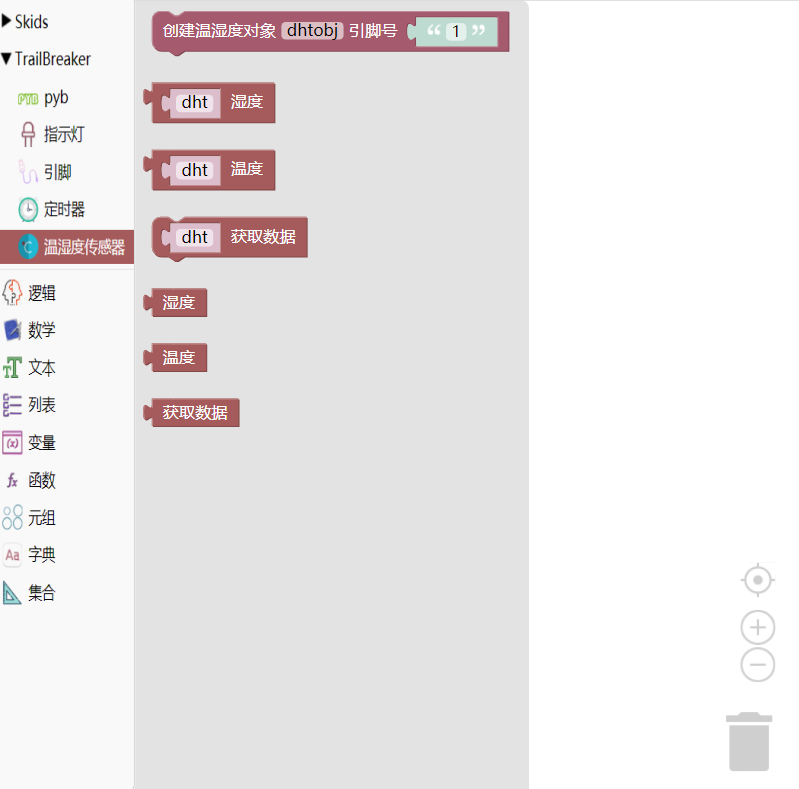 Skids
TrailBreaker
pyb
指示灯
引脚
定时器
温湿度传感器
逻辑
数学
文本
列表
变量
函数
元组
字典
集合
创建温湿度对象 dhtobj 引脚号 “ 1 ”
dht 湿度
dht 温度
dht 获取数据
湿度
温度
获取数据